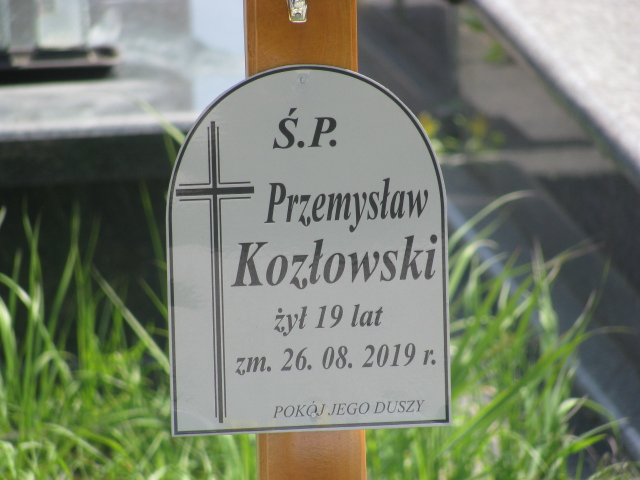 Ś.P.
Przemysław
Kozłowski
żył 19 lat
zm. 26. 08. 2019 r.
POKÓJ JEGO DUSZY